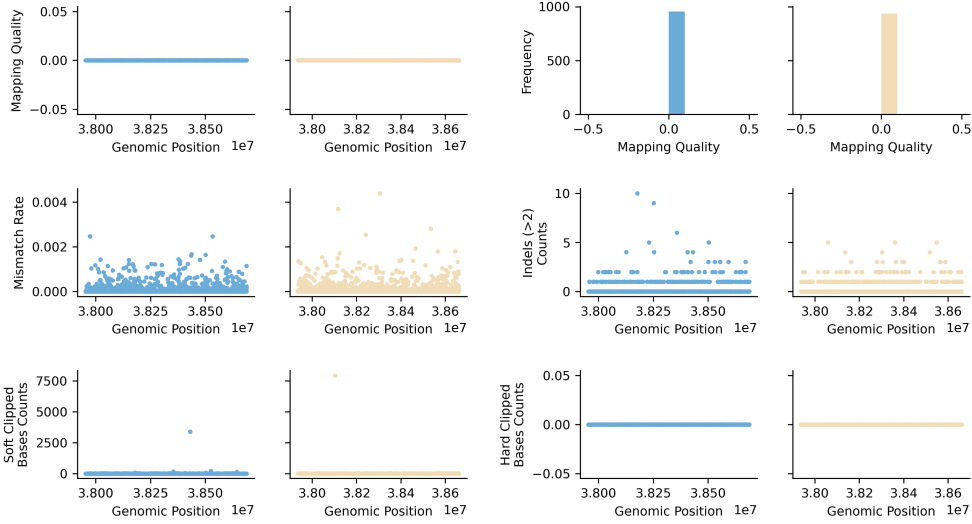 Mapping Quality
0.05
0.00
−0.05
3.800 3.825 3.850
Genomic Position 1e7
3.80 3.82 3.84 3.86
Genomic Position 1e7
Frequency
1000
500
0
−0.5 0.0 0.5
Mapping Quality
−0.5 0.0 0.5
Mapping Quality
Mismatch Rate
0.004
0.002
0.000
3.800 3.825 3.850
Genomic Position 1e7
3.80 3.82 3.84 3.86
Genomic Position 1e7
Indels (>2)
Counts
10
5
0
3.800 3.825 3.850
Genomic Position 1e7
3.80 3.82 3.84 3.86
Genomic Position 1e7
Soft Clipped
Bases Counts
7500
5000
2500
0
3.800 3.825 3.850
Genomic Position 1e7
3.80 3.82 3.84 3.86
Genomic Position 1e7
Hard Clipped
Bases Counts
0.05
0.00
−0.05
3.800 3.825 3.850
Genomic Position 1e7
3.80 3.82 3.84 3.86
Genomic Position 1e7